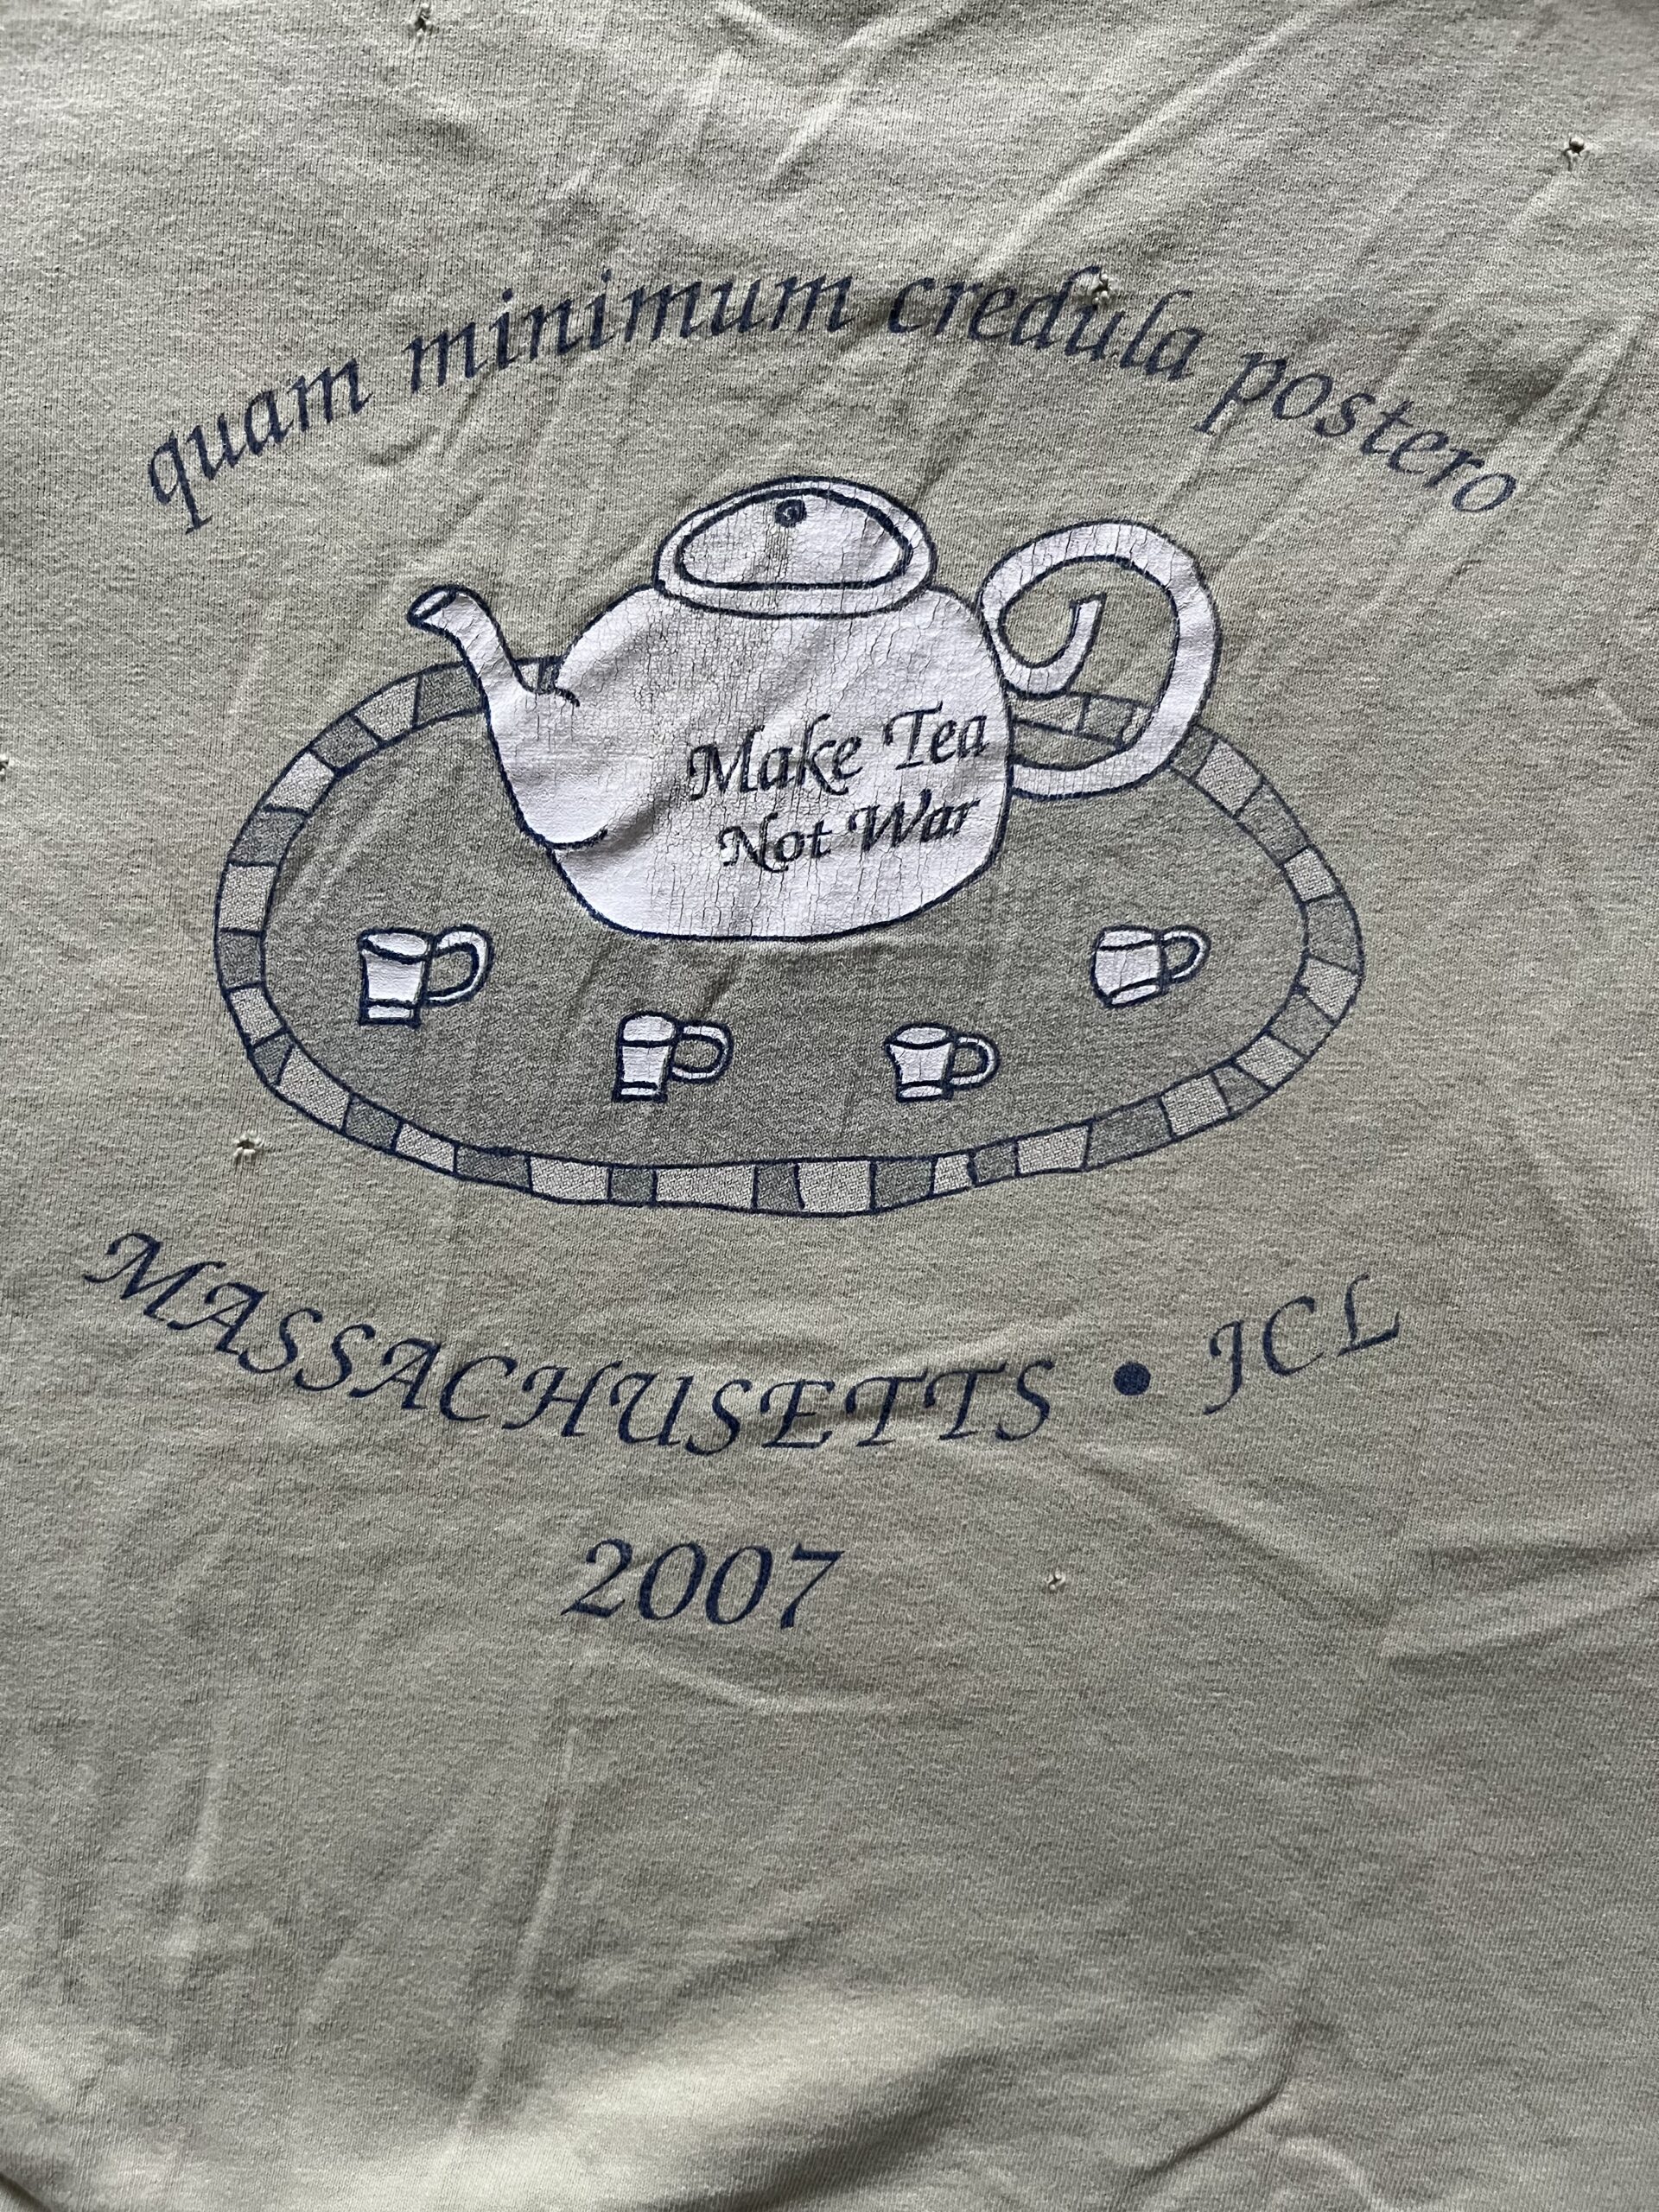 quam minimum credula postero
Make Tea
Not War
MASSACHUSETTS • JCL
2007